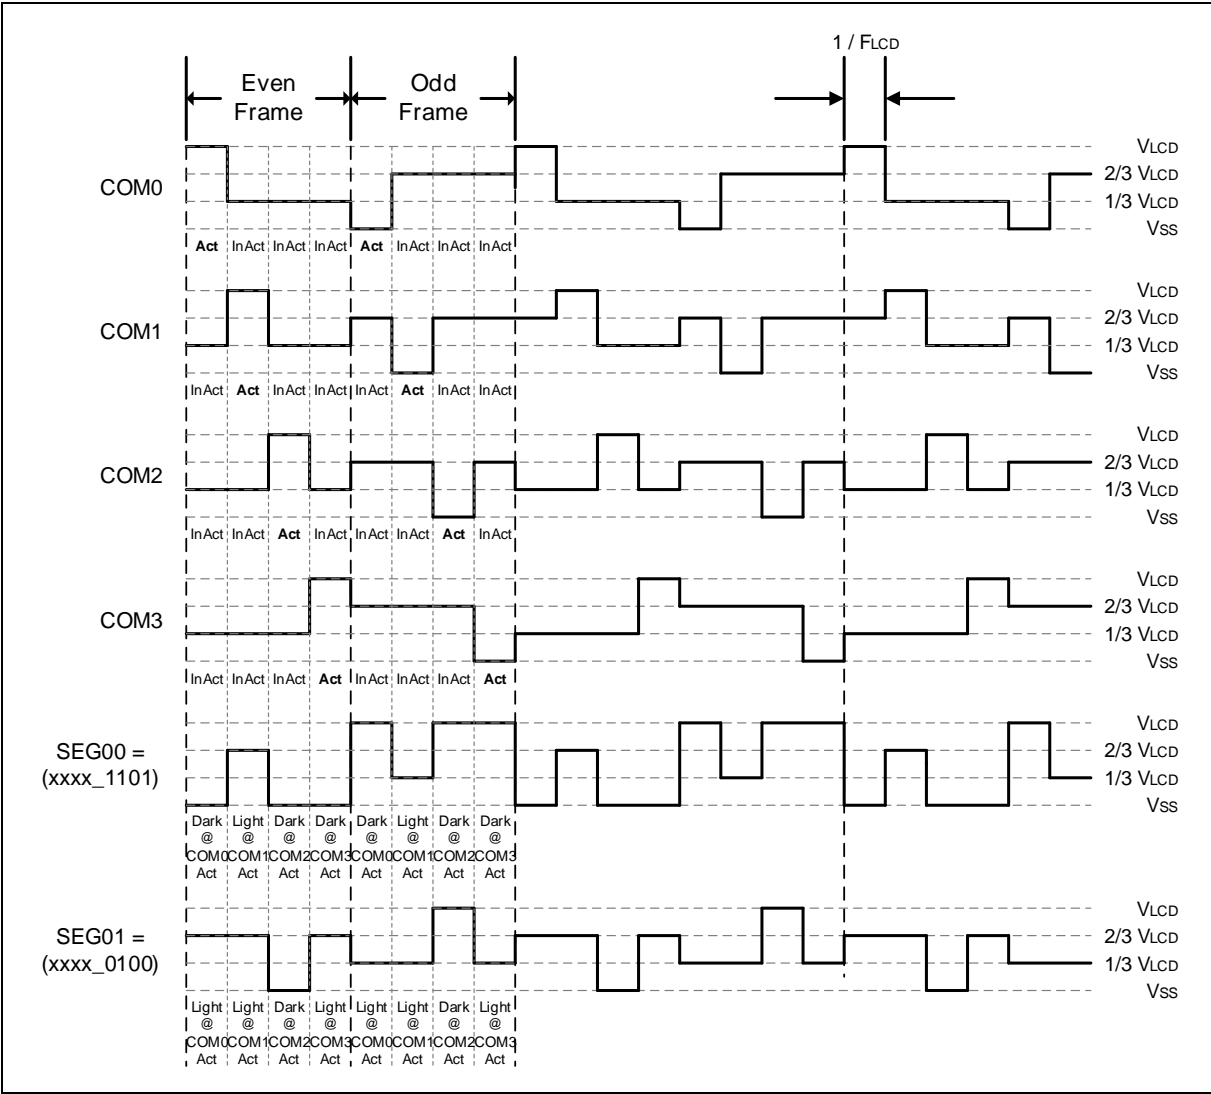 1 / FLCD
Even Frame
Odd Frame
COM0
VLCD
2/3 VLCD
1/3 VLCD
VSS
Act InAct InAct InAct Act InAct InAct InAct
COM1
VLCD
2/3 VLCD
1/3 VLCD
VSS
InAct Act InAct InAct InAct Act InAct InAct
COM2
VLCD
2/3 VLCD
1/3 VLCD
VSS
InAct InAct Act InAct InAct InAct Act InAct
COM3
VLCD
2/3 VLCD
1/3 VLCD
VSS
InAct InAct InAct Act InAct InAct InAct Act
SEG00 =
(xxxx_1101)
VLCD
2/3 VLCD
1/3 VLCD
VSS
Dark Light Dark Dark Dark Light Dark Dark
@ @ @ @ @ @ @ @
COM0 COM1 COM2 COM3 COM0 COM1 COM2 COM3
Act Act Act Act Act Act Act Act
SEG01 =
(xxxx_0100)
VLCD
2/3 VLCD
1/3 VLCD
VSS
Light Light Dark Light Light Light Dark Light
@ @ @ @ @ @ @ @
COM0 COM1 COM2 COM3 COM0 COM1 COM2 COM3
Act Act Act Act Act Act Act Act